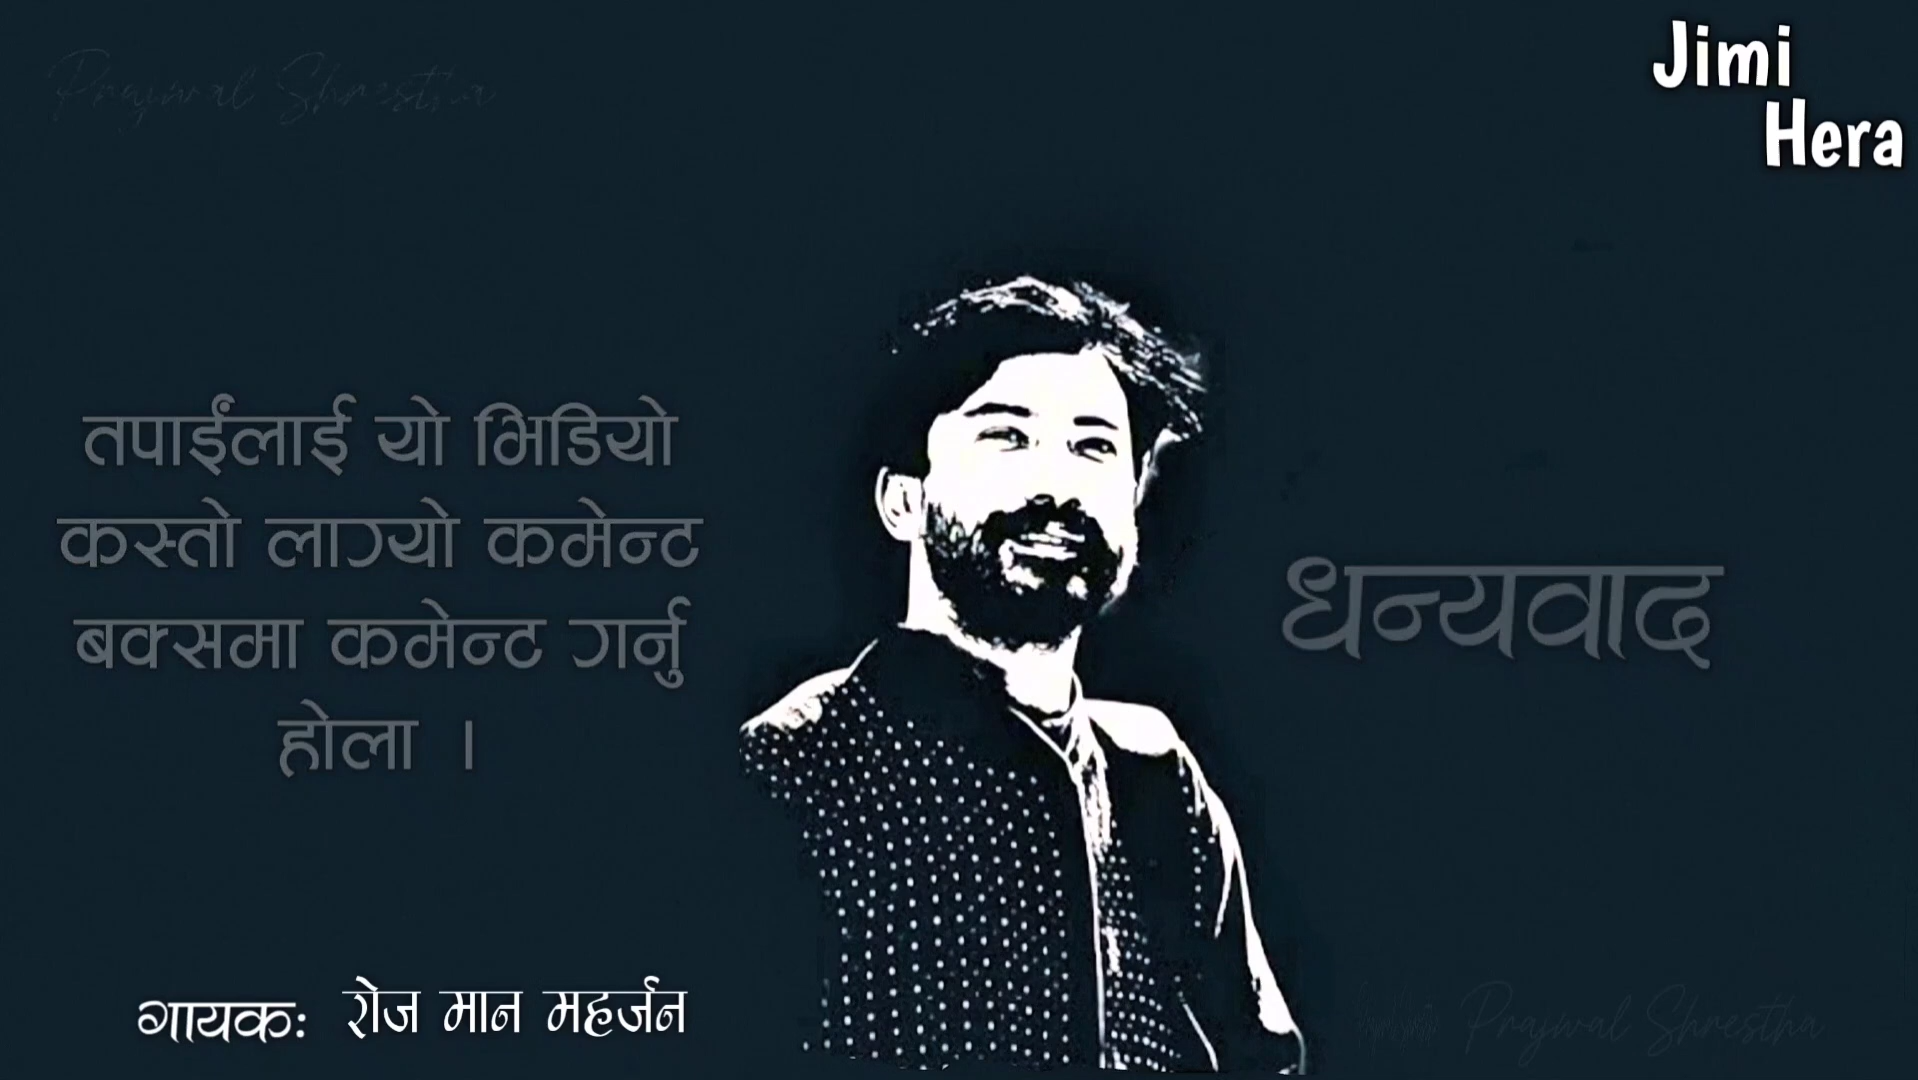 Prajwal Shrestha
Jimi
Hera
तपाईंलाई यो भिडियो
कस्तो लाग्यो कमेन्ट
बक्समा कमेन्ट गर्नु
होला ।
धन्यवाद
गायकः रोज मान महर्जन
Prajwal Shrestha